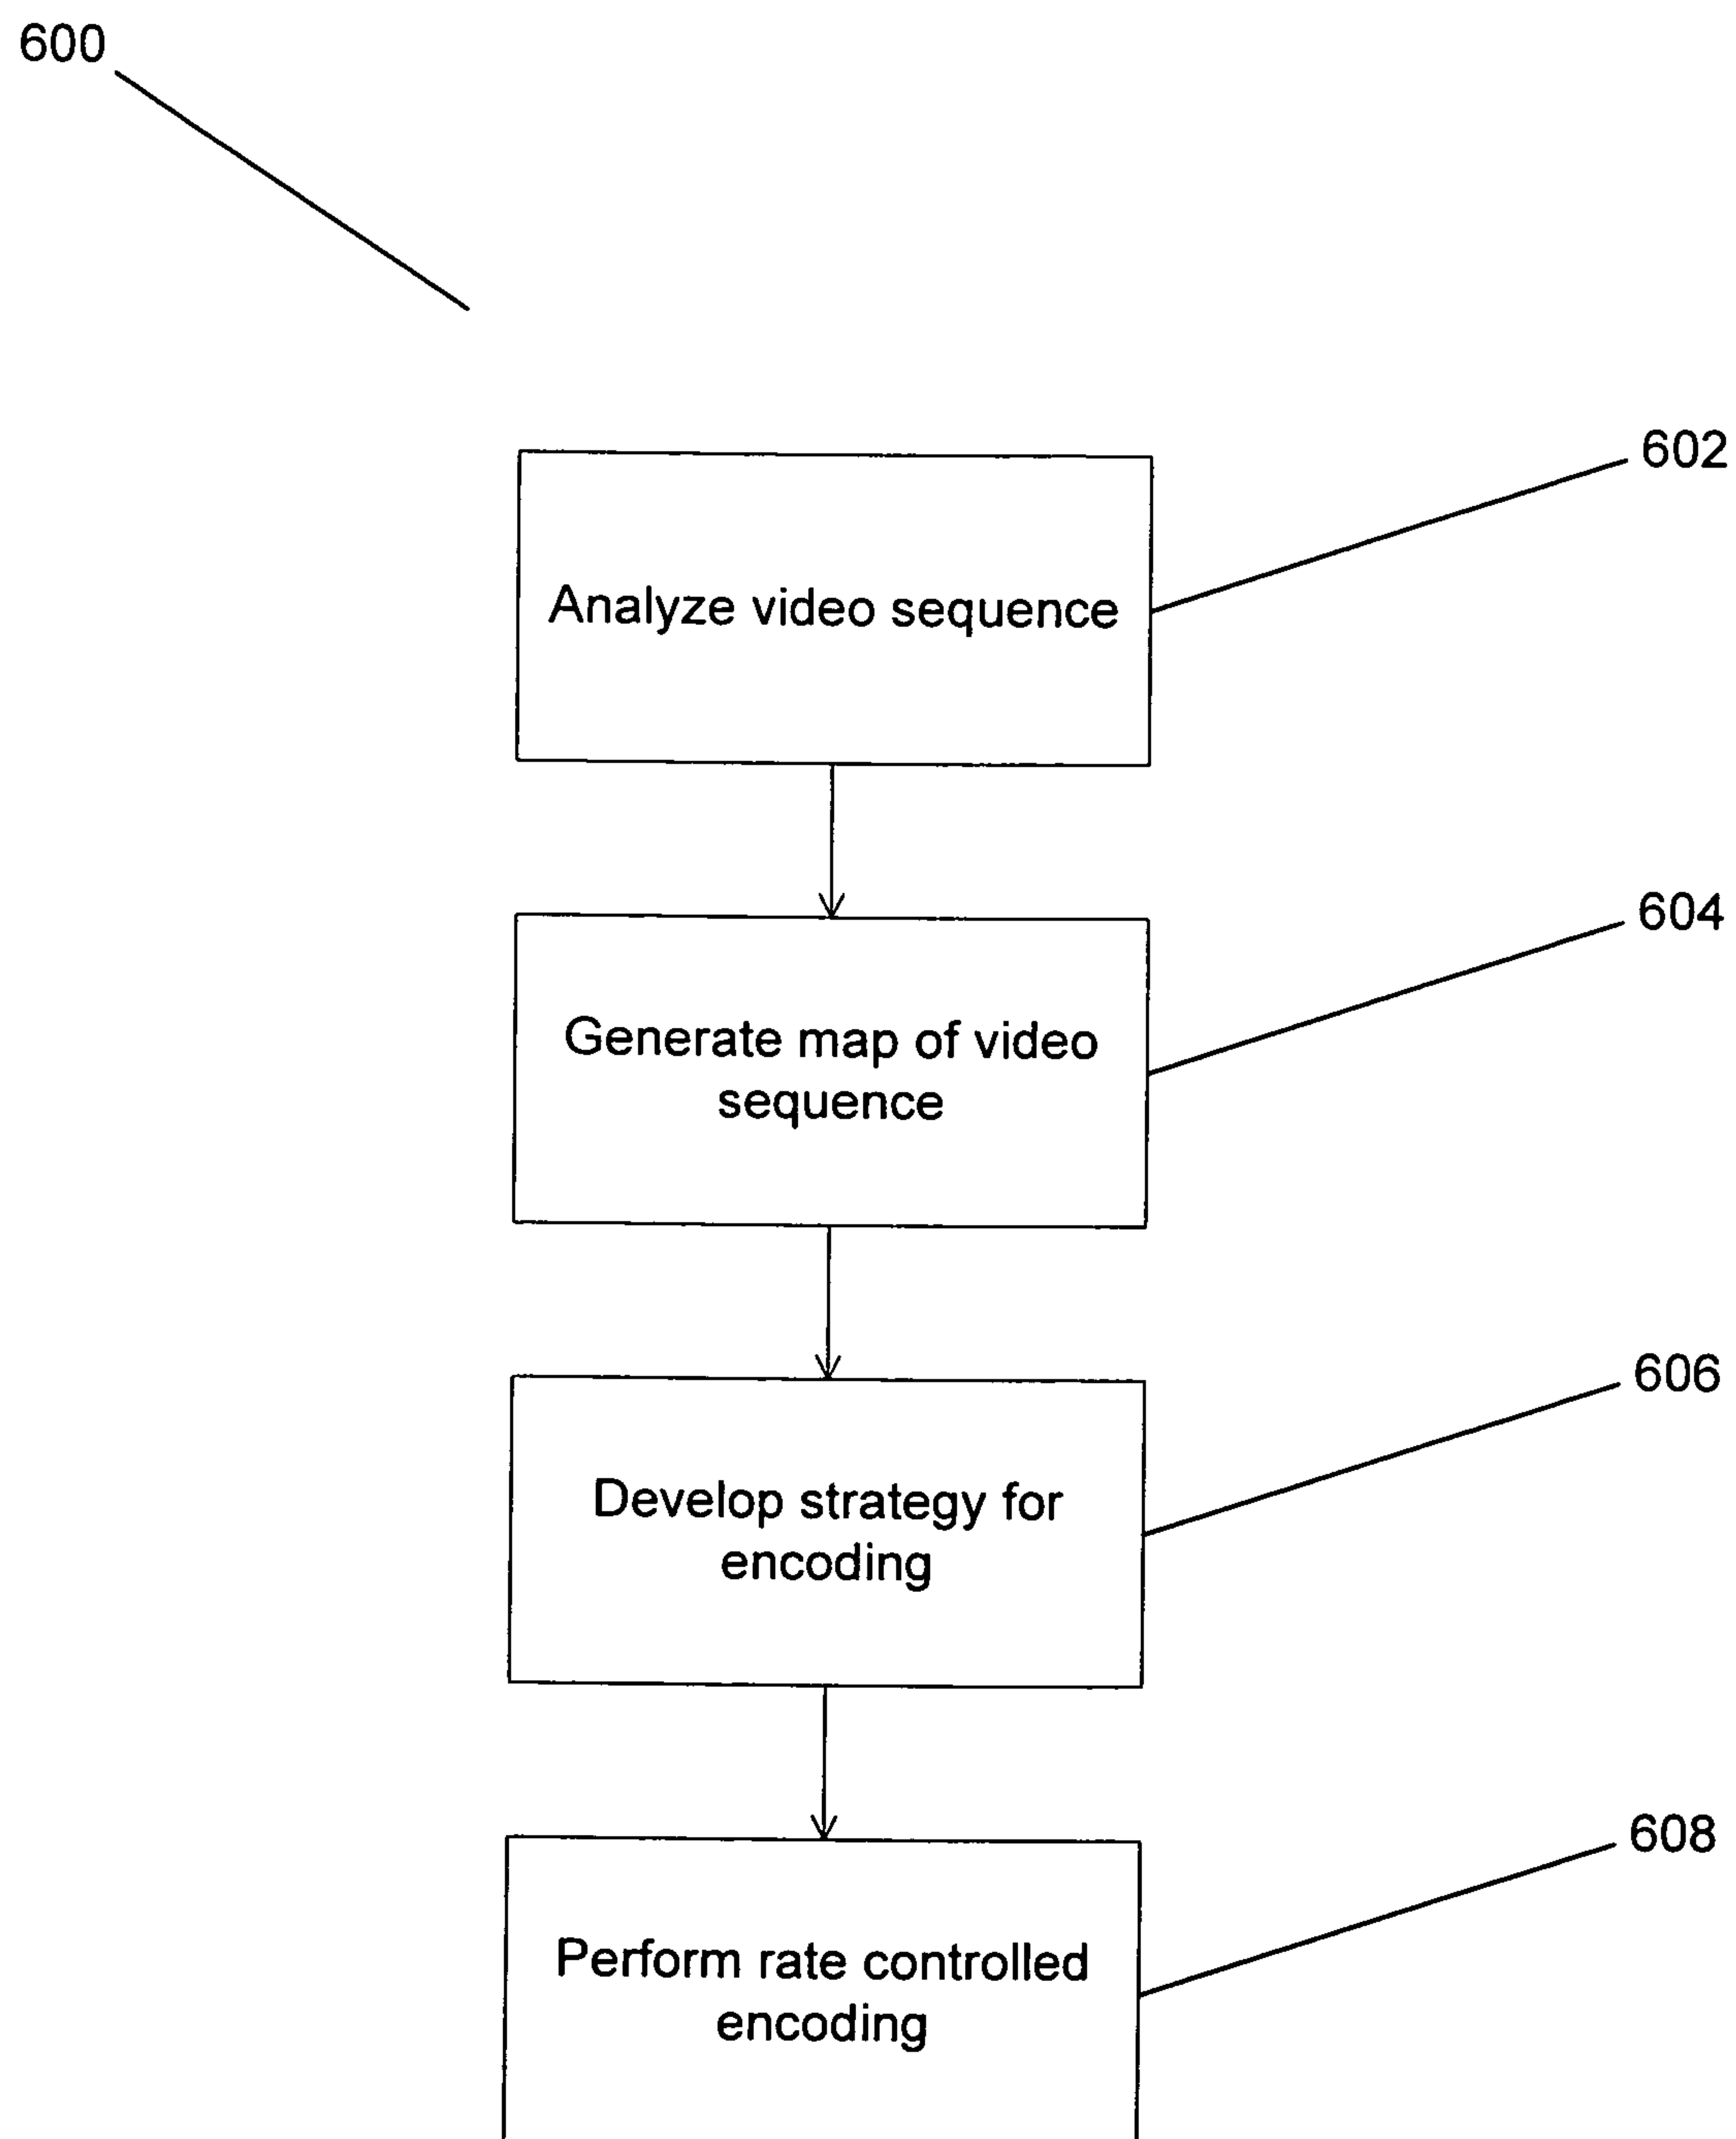 600
602
Analyze video sequence
604
Generate map of video
sequence
606
Develop strategy for
encoding
608
Perform rate controlled
encoding